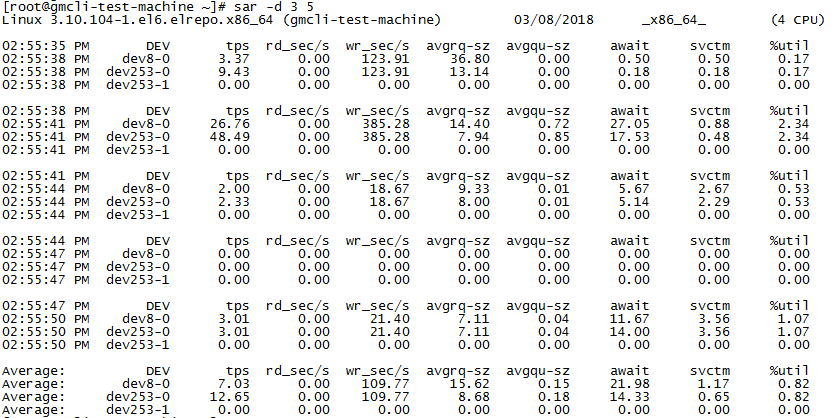 [root@gmcli-test-machine ~]# sar -d 3 5
Linux 3.10.104-1.el6.elrepo.x86_64 (gmcli-test-machine) 03/08/2018 _x86_64_ (4 CPU)
02:55:35 PM DEV tps rd_sec/s wr_sec/s avgrq-sz avgqu-sz await svctm %util
02:55:38 PM dev8-0 3.37 0.00 123.91 36.80 0.00 0.50 0.50 0.17
02:55:38 PM dev253-0 9.43 0.00 123.91 13.14 0.00 0.18 0.18 0.17
02:55:38 PM dev253-1 0.00 0.00 0.00 0.00 0.00 0.00 0.00 0.00
02:55:38 PM DEV tps rd_sec/s wr_sec/s avgrq-sz avgqu-sz await svctm %util
02:55:41 PM dev8-0 26.76 0.00 385.28 14.40 0.72 27.05 0.88 2.34
02:55:41 PM dev253-0 48.49 0.00 385.28 7.94 0.85 17.53 0.48 2.34
02:55:41 PM dev253-1 0.00 0.00 0.00 0.00 0.00 0.00 0.00 0.00
02:55:41 PM DEV tps rd_sec/s wr_sec/s avgrq-sz avgqu-sz await svctm %util
02:55:44 PM dev8-0 2.00 0.00 18.67 9.33 0.01 5.67 2.67 0.53
02:55:44 PM dev253-0 2.33 0.00 18.67 8.00 0.01 5.14 2.29 0.53
02:55:44 PM dev253-1 0.00 0.00 0.00 0.00 0.00 0.00 0.00 0.00
02:55:44 PM DEV tps rd_sec/s wr_sec/s avgrq-sz avgqu-sz await svctm %util
02:55:47 PM dev8-0 0.00 0.00 0.00 0.00 0.00 0.00 0.00 0.00
02:55:47 PM dev253-0 0.00 0.00 0.00 0.00 0.00 0.00 0.00 0.00
02:55:47 PM dev253-1 0.00 0.00 0.00 0.00 0.00 0.00 0.00 0.00
02:55:47 PM DEV tps rd_sec/s wr_sec/s avgrq-sz avgqu-sz await svctm %util
02:55:50 PM dev8-0 3.01 0.00 21.40 7.11 0.04 11.67 3.56 1.07
02:55:50 PM dev253-0 3.01 0.00 21.40 7.11 0.04 14.00 3.56 1.07
02:55:50 PM dev253-1 0.00 0.00 0.00 0.00 0.00 0.00 0.00 0.00
Average: DEV tps rd_sec/s wr_sec/s avgrq-sz avgqu-sz await svctm %util
Average: dev8-0 7.03 0.00 109.77 15.62 0.15 21.98 1.17 0.82
Average: dev253-0 12.65 0.00 109.77 8.68 0.18 14.33 0.65 0.82
Average: dev253-1 0.00 0.00 0.00 0.00 0.00 0.00 0.00 0.00